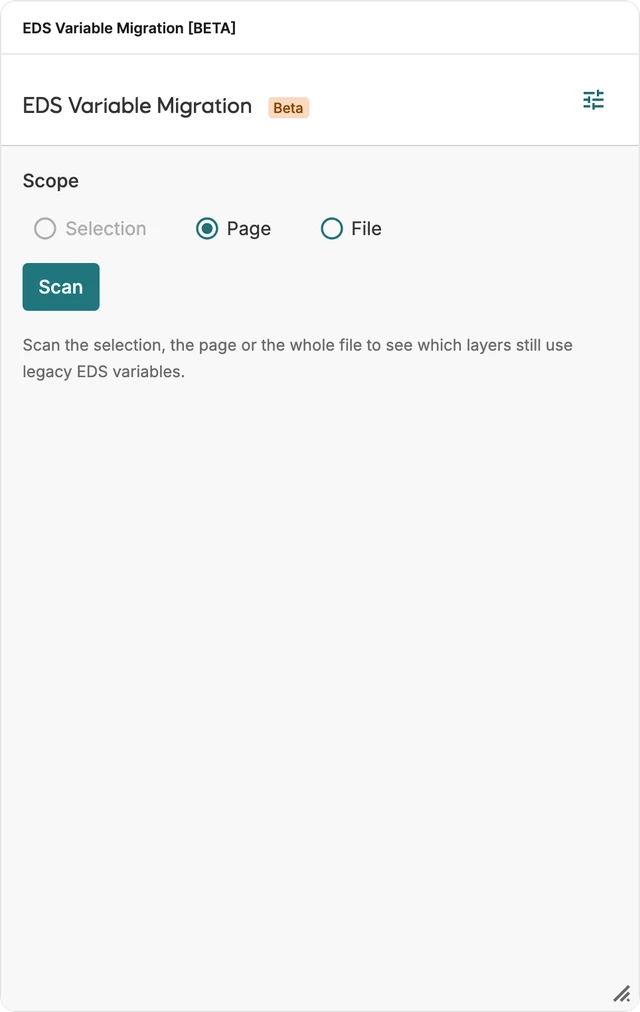 EDS Variable Migration [BETA]
EDS Variable Migration Beta
Scope
Selection Page File
Scan
Scan the selection, the page or the whole file to see which layers still use
legacy EDS variables.